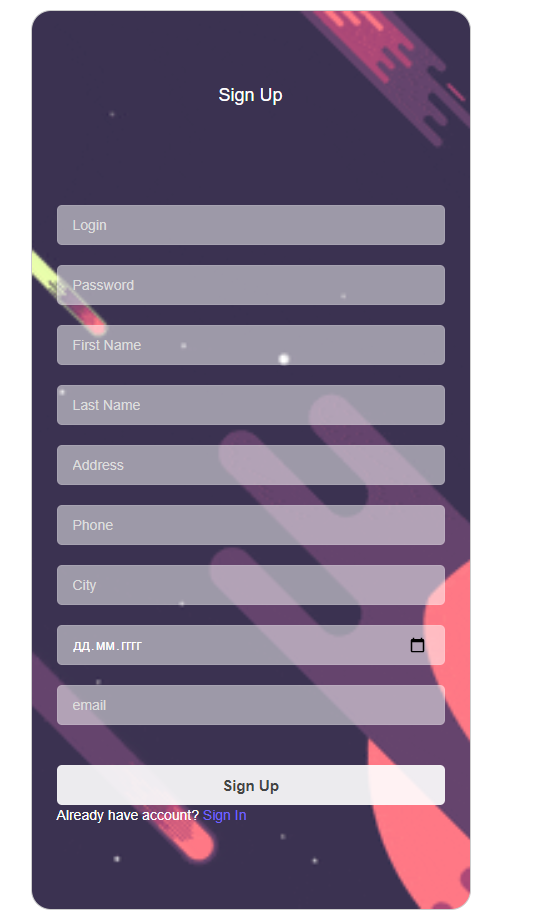 Sign Up
Login
Password
First Name
Last Name
Address
Phone
City
дд.мм.гггг
email
Sign Up
Already have account? Sign In